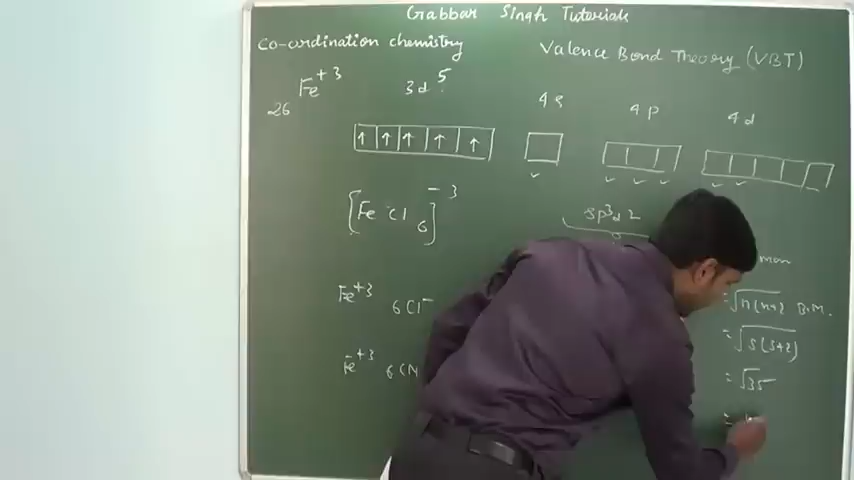 Gabbar Singh Tutorials
Co-ordination chemistry
Valence Bond Theory (VBT)
26 Fe+3 3d5 4s 4p 4d
↑ ↑ ↑ ↑ ↑
[Fe Cl6]-3
sp3d2
Fe+3 6Cl-
= √n(n+2 B.M.
= √5(5+2)
Fe+3 6CN
= √35
=